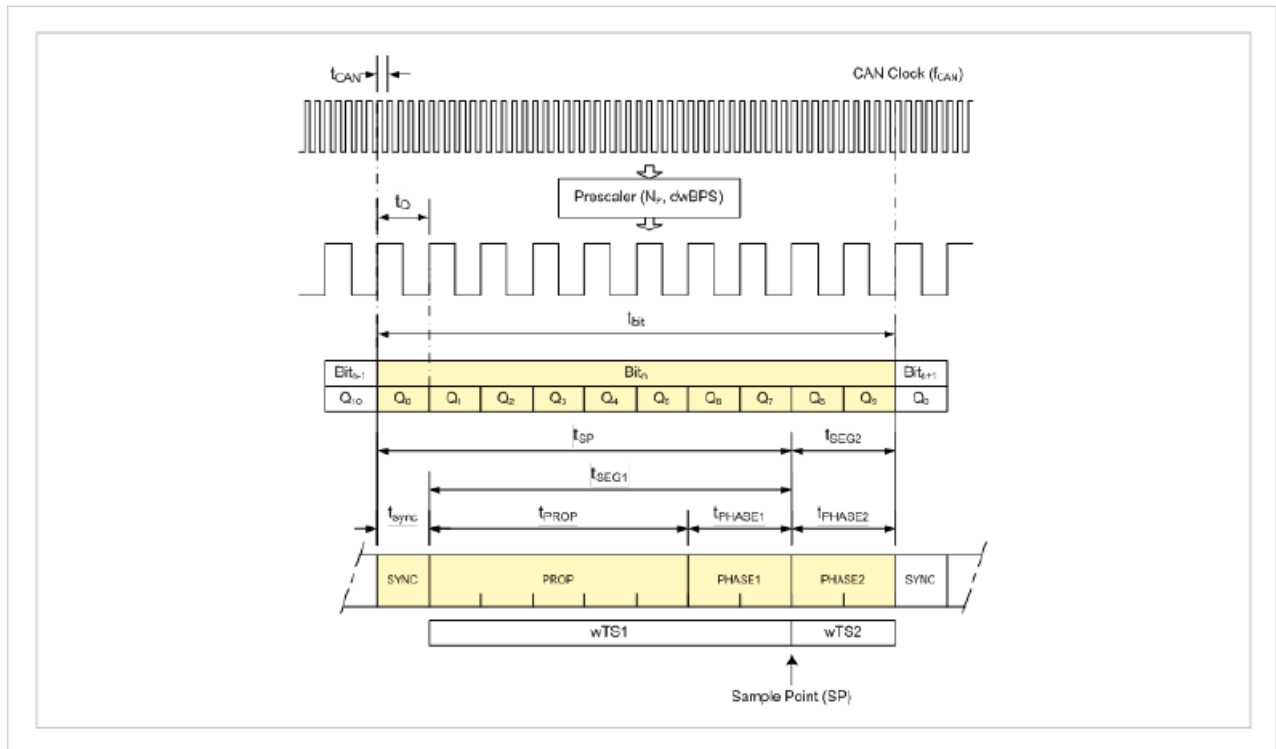 tCAN CAN Clock (fCAN)
Prescaler (NP, dwBPS)
tQ
tbit
Bitn-1 Bitn Bitn+1
Q10 Q0 Q1 Q2 Q3 Q4 Q5 Q6 Q7 Q8 Q9 Q0
tSP tSEG2
tSEG1
tsync tPROP tPHASE1 tPHASE2
SYNC PROP PHASE1 PHASE2 SYNC
wTS1 wTS2
Sample Point (SP)